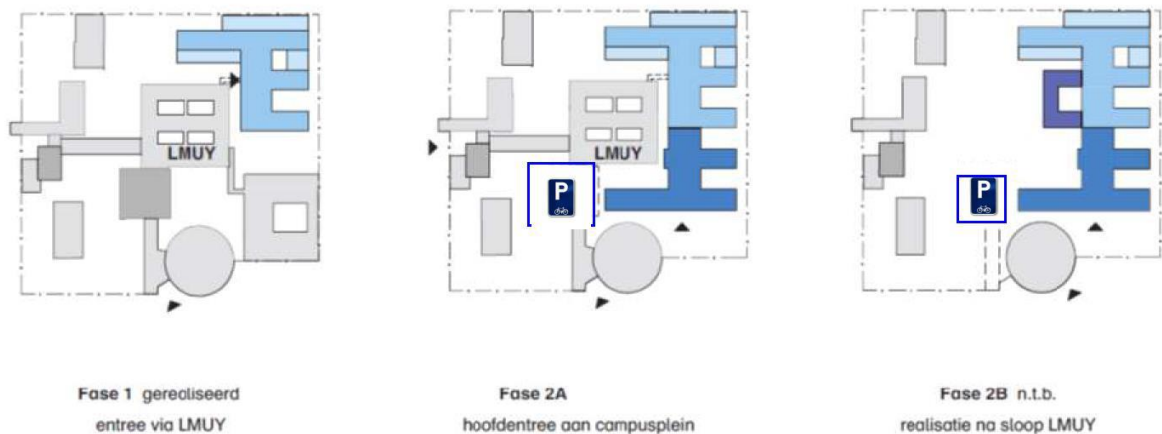 LMUY
LMUY
P
P
Fase 1 gerealiseerd
entree via LMUY
Fase 2A
hoofdentree aan campusplein
Fase 2B n.t.b.
realisatie na sloop LMUY